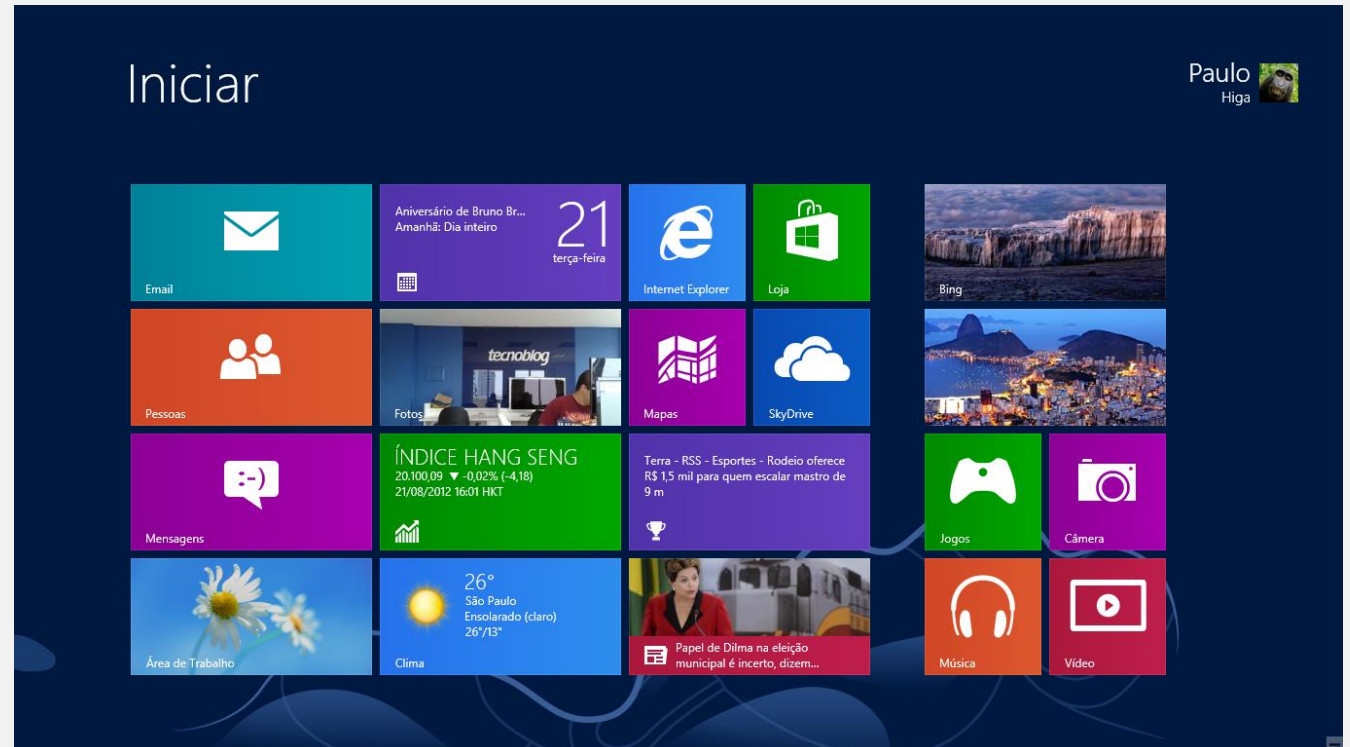 Iniciar
Paulo
Higa
Email
Aniversário de Bruno Br...
Amanhã: Dia inteiro
21
terça-feira
Internet Explorer
Loja
Bing
Pessoas
tecnoblog
Fotos
Mapas
SkyDrive
:-)
Mensagens
ÍNDICE HANG SENG
20.100,09 ▼ -0,02% (-4,18)
21/08/2012 16:01 HKT
Terra - RSS - Esportes - Rodeio oferece
R$ 1,5 mil para quem escalar mastro de
9 m
Jogos
Câmera
Área de Trabalho
26°
São Paulo
Ensolarado (claro)
26°/13°
Clima
Papel de Dilma na eleição
municipal é incerto, dizem...
Música
Vídeo